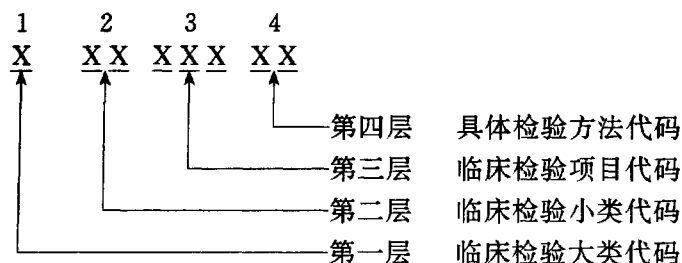 1 2 3 4
X XX XXX XX
第四层 具体检验方法代码
第三层 临床检验项目代码
第二层 临床检验小类代码
第一层 临床检验大类代码